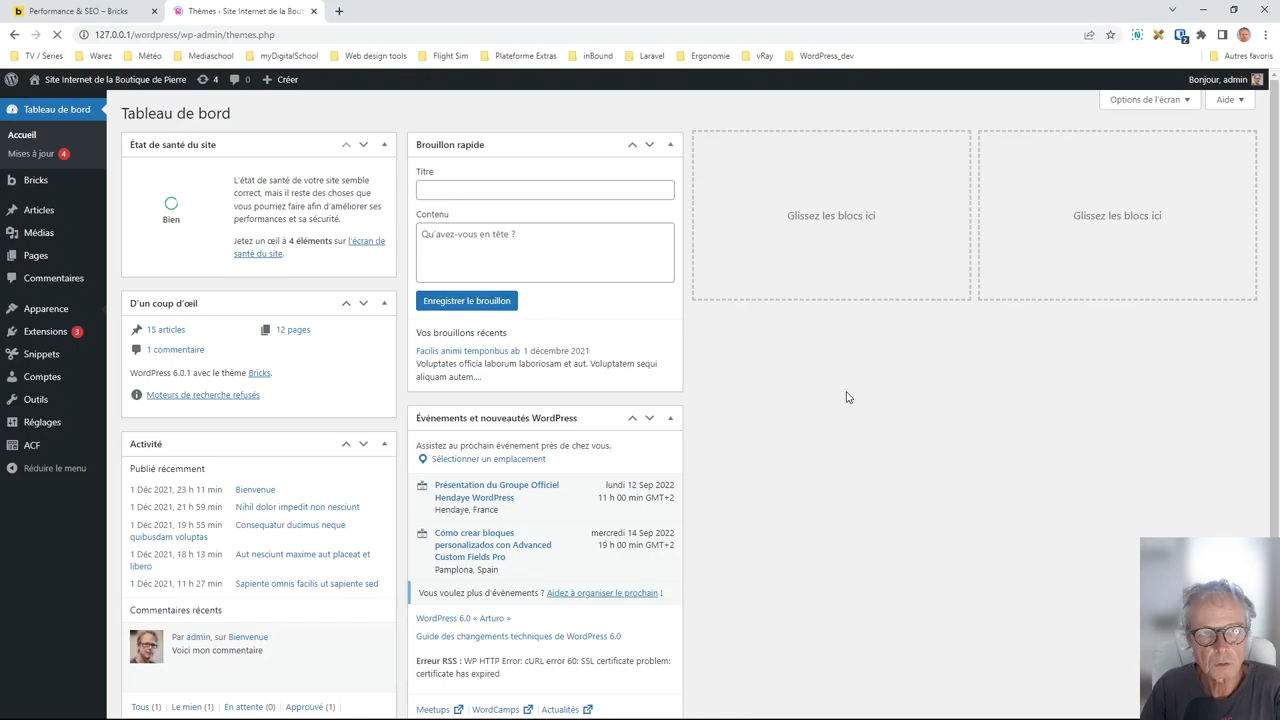 Performance & SEO – Bricks
Thèmes ‹ Site Internet de la Bout
127.0.0.1/wordpress/wp-admin/themes.php
TV / Series
Warez
Météo
Mediaschool
myDigitalSchool
Web design tools
Flight Sim
Plateforme Extras
inBound
Laravel
Ergonomie
vRay
WordPress_dev
Autres favoris
Site Internet de la Boutique de Pierre
4
0
Créer
Bonjour, admin
Tableau de bord
Accueil
Mises à jour 4
Bricks
Articles
Médias
Pages
Commentaires
Apparence
Extensions 3
Snippets
Comptes
Outils
Réglages
ACF
Réduire le menu
Options de l'écran
Aide
Tableau de bord
État de santé du site
Bien
L'état de santé de votre site semble
correct, mais il reste des choses que
vous pourriez faire afin d'améliorer ses
performances et sa sécurité.
Jetez un œil à 4 éléments sur l'écran de
santé du site.
D'un coup d'œil
15 articles
12 pages
1 commentaire
WordPress 6.0.1 avec le thème Bricks.
Moteurs de recherche refusés
Activité
Publié récemment
1 Déc 2021, 23 h 11 min Bienvenue
1 Déc 2021, 21 h 59 min Nihil dolor impedit non nesciunt
1 Déc 2021, 19 h 55 min Consequatur ducimus neque
quibusdam voluptas
1 Déc 2021, 18 h 13 min Aut nesciunt maxime aut placeat et
libero
1 Déc 2021, 11 h 27 min Sapiente omnis facilis ut sapiente sed
Commentaires récents
Par admin, sur Bienvenue
Voici mon commentaire
Tous (1) | Le mien (1) | En attente (0) | Approuvé (1) |
Brouillon rapide
Titre
Contenu
Qu'avez-vous en tête ?
Enregistrer le brouillon
Vos brouillons récents
Facilis animi temporibus ab 1 décembre 2021
Voluptates officia laborum laboriosam et aut. Voluptatem sequi
aliquam autem....
Événements et nouveautés WordPress
Assistez au prochain événement près de chez vous.
Sélectionner un emplacement
Présentation du Groupe Officiel
Hendaye WordPress
Hendaye, France
lundi 12 Sep 2022
11 h 00 min GMT+2
Cómo crear bloques
personalizados con Advanced
Custom Fields Pro
Pamplona, Spain
mercredi 14 Sep 2022
19 h 00 min GMT+2
Vous voulez plus d'événements ? Aidez à organiser le prochain !
WordPress 6.0 « Arturo »
Guide des changements techniques de WordPress 6.0
Erreur RSS : WP HTTP Error: cURL error 60: SSL certificate problem:
certificate has expired
Meetups | WordCamps | Actualités
Glissez les blocs ici
Glissez les blocs ici